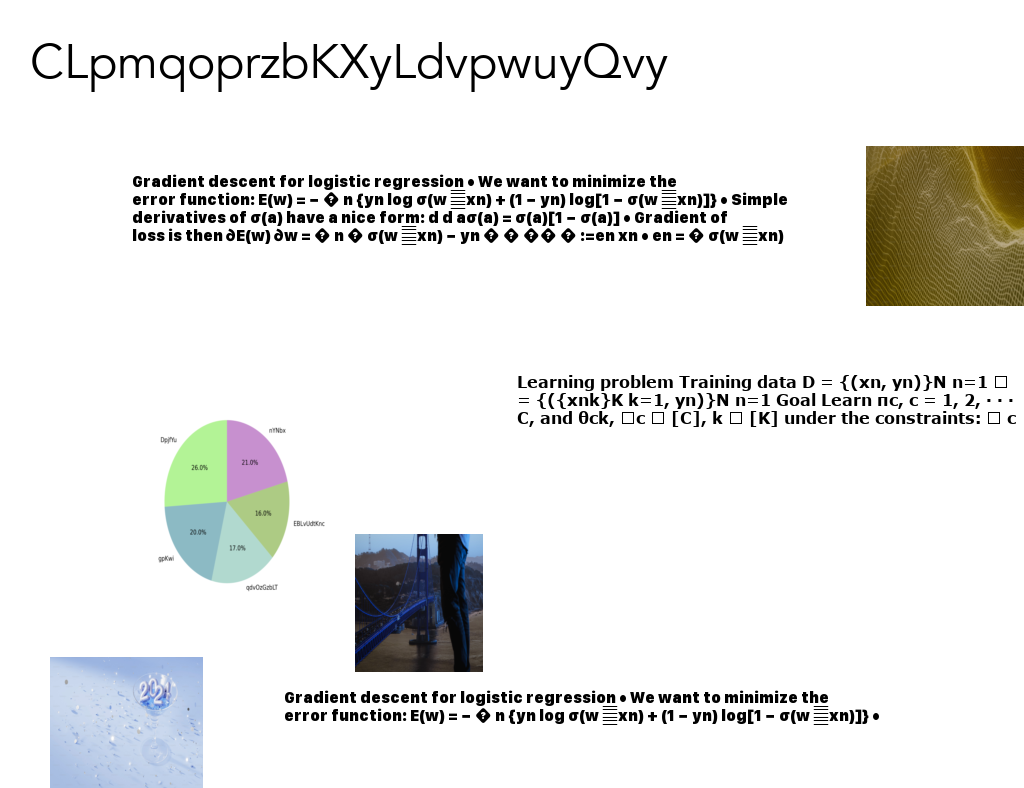 CLpmqoprzbKXyLdvpwuyQvy
Gradient descent for logistic regression • We want to minimize the
error function: E(w) = − � n {yn log σ(w 𝌆xn) + (1 − yn) log[1 − σ(w 𝌆xn)]} • Simple
derivatives of σ(a) have a nice form: d d aσ(a) = σ(a)[1 − σ(a)] • Gradient of
loss is then ∂E(w) ∂w = � n � σ(w 𝌆xn) − yn � � �� � :=en xn • en = � σ(w 𝌆xn)
Learning problem Training data D = {(xn, yn)}N n=1 □
= {({xnk}K k=1, yn)}N n=1 Goal Learn πc, c = 1, 2, · · ·
C, and θck, □c □ [C], k □ [K] under the constraints: □ c
DpjfYu
nYNbx
26.0%
21.0%
16.0%
EBLvUdtKnc
20.0%
17.0%
gpKwi
qdvOzGzbLT
2021
Gradient descent for logistic regression • We want to minimize the
error function: E(w) = − � n {yn log σ(w 𝌆xn) + (1 − yn) log[1 − σ(w 𝌆xn)]} •